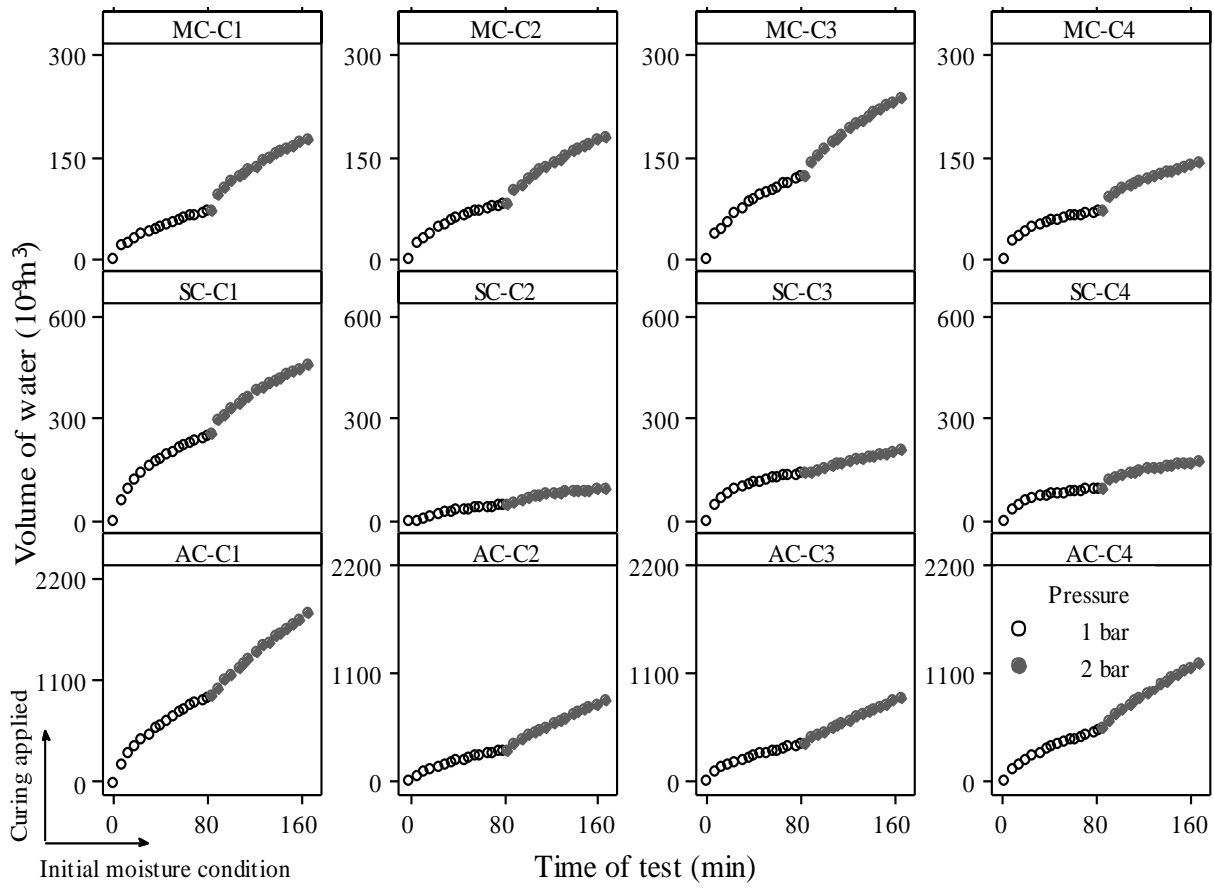 MC-C1 MC-C2 MC-C3 MC-C4
300 300 300 300
150 150 150 150
0 0 0 0
SC-C1 SC-C2 SC-C3 SC-C4
600 600 600 600
300 300 300 300
0 0 0 0
AC-C1 AC-C2 AC-C3 AC-C4
2200 2200 2200 2200
1100 1100 1100 1100
0 0 0 0
Pressure
1 bar
2 bar
0 80 160 0 80 160 0 80 160 0 80 160
Volume of water (10⁻⁹m³)
Curing applied
Initial moisture condition
Time of test (min)